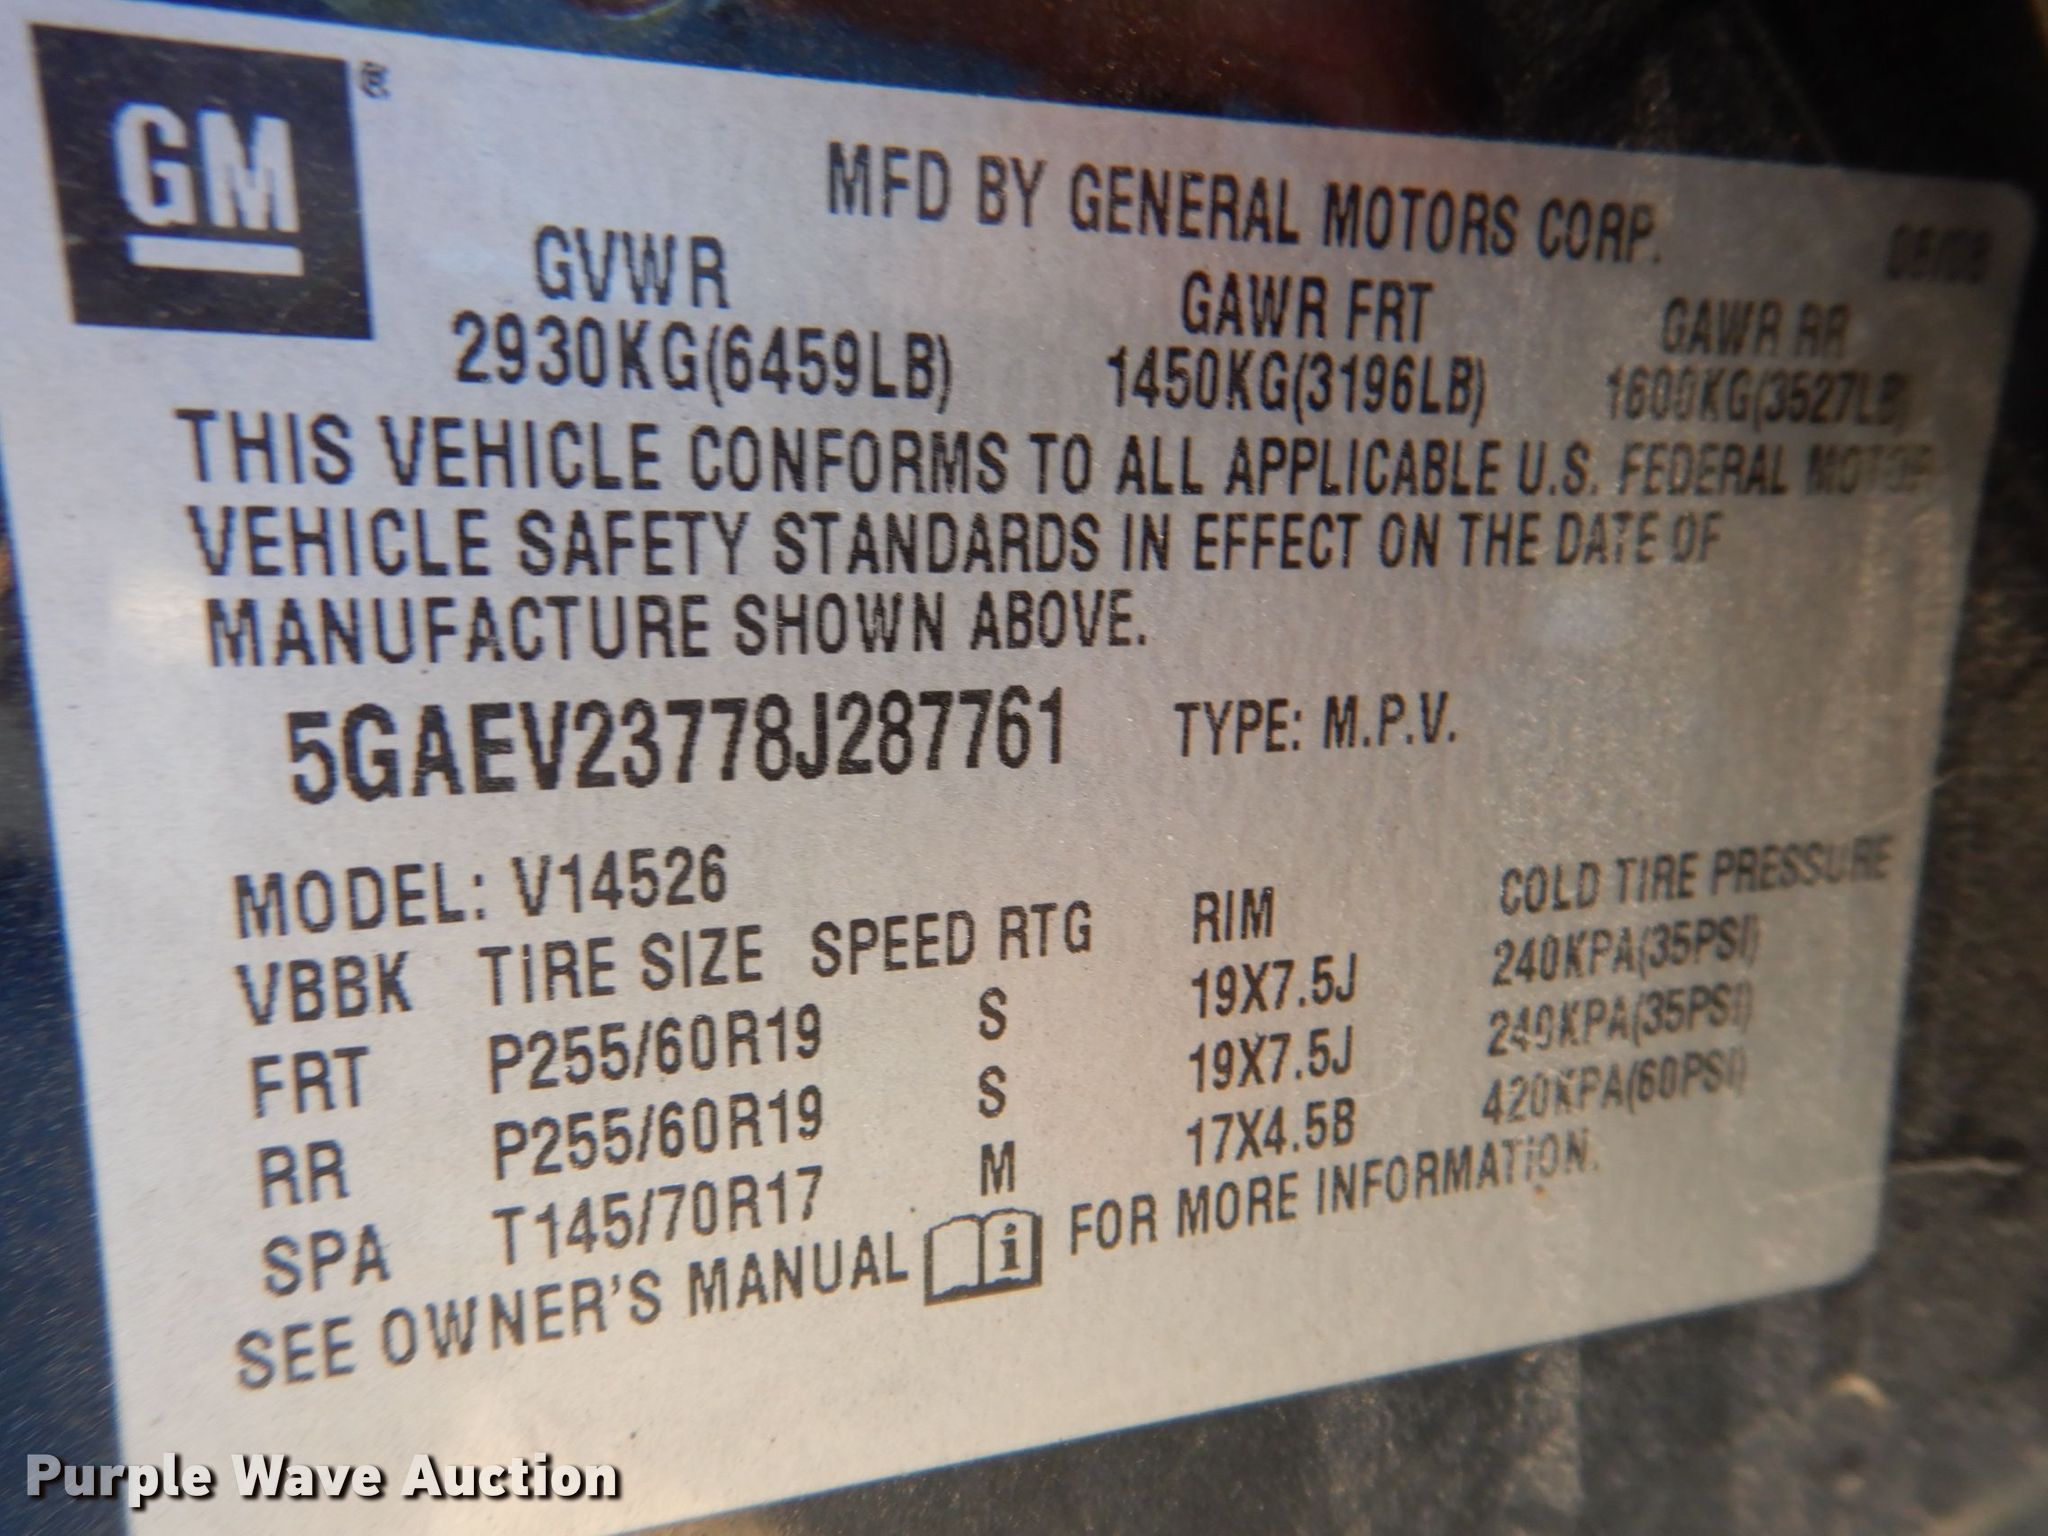 GM®
MFD BY GENERAL MOTORS CORP.
GVWR GAWR FRT GAWR RR
2930KG(6459LB) 1450KG(3196LB) 1600KG(3527LB)
THIS VEHICLE CONFORMS TO ALL APPLICABLE U.S. FEDERAL MOTOR
VEHICLE SAFETY STANDARDS IN EFFECT ON THE DATE OF
MANUFACTURE SHOWN ABOVE.
5GAEV23778J287761 TYPE: M.P.V.
MODEL: V14526
VBBK TIRE SIZE SPEED RTG RIM COLD TIRE PRESSURE
FRT P255/60R19 S 19X7.5J 240KPA(35PSI)
RR P255/60R19 S 19X7.5J 240KPA(35PSI)
SPA T145/70R17 M 17X4.5B 420KPA(60PSI)
SEE OWNER'S MANUAL i FOR MORE INFORMATION.
Purple Wave Auction